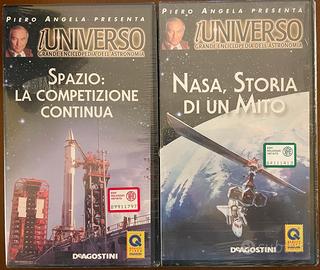 PIERO ANGELA PRESENTA
l'UNIVERSO
GRANDE ENCICLOPEDIA DELL'ASTRONOMIA
SPAZIO:
LA COMPETIZIONE
CONTINUA
DEAGOSTINI
PIERO ANGELA PRESENTA
l'UNIVERSO
GRANDE ENCICLOPEDIA DELL'ASTRONOMIA
NASA, STORIA
DI UN MITO
DEAGOSTINI